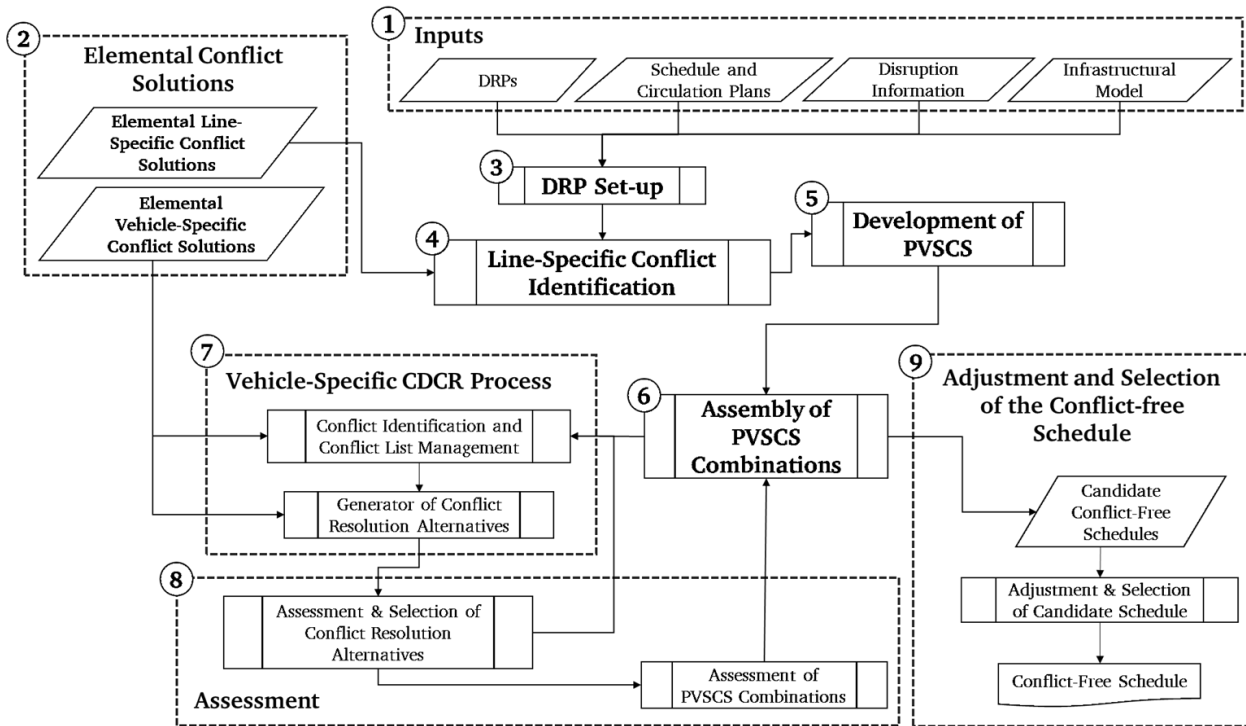 1
Inputs
DRPs
Schedule and
Circulation Plans
Disruption
Information
Infrastructural
Model
2
Elemental Conflict
Solutions
Elemental Line-
Specific Conflict
Solutions
Elemental
Vehicle-Specific
Conflict Solutions
3
DRP Set-up
4
Line-Specific Conflict
Identification
5
Development of
PVSCS
6
Assembly of
PVSCS
Combinations
7
Vehicle-Specific CDCR Process
Conflict Identification and
Conflict List Management
Generator of Conflict
Resolution Alternatives
8
Assessment & Selection of
Conflict Resolution
Alternatives
Assessment of
PVSCS Combinations
Assessment
9
Adjustment and Selection
of the Conflict-free
Schedule
Candidate
Conflict-Free
Schedules
Adjustment & Selection
of Candidate Schedule
Conflict-Free Schedule